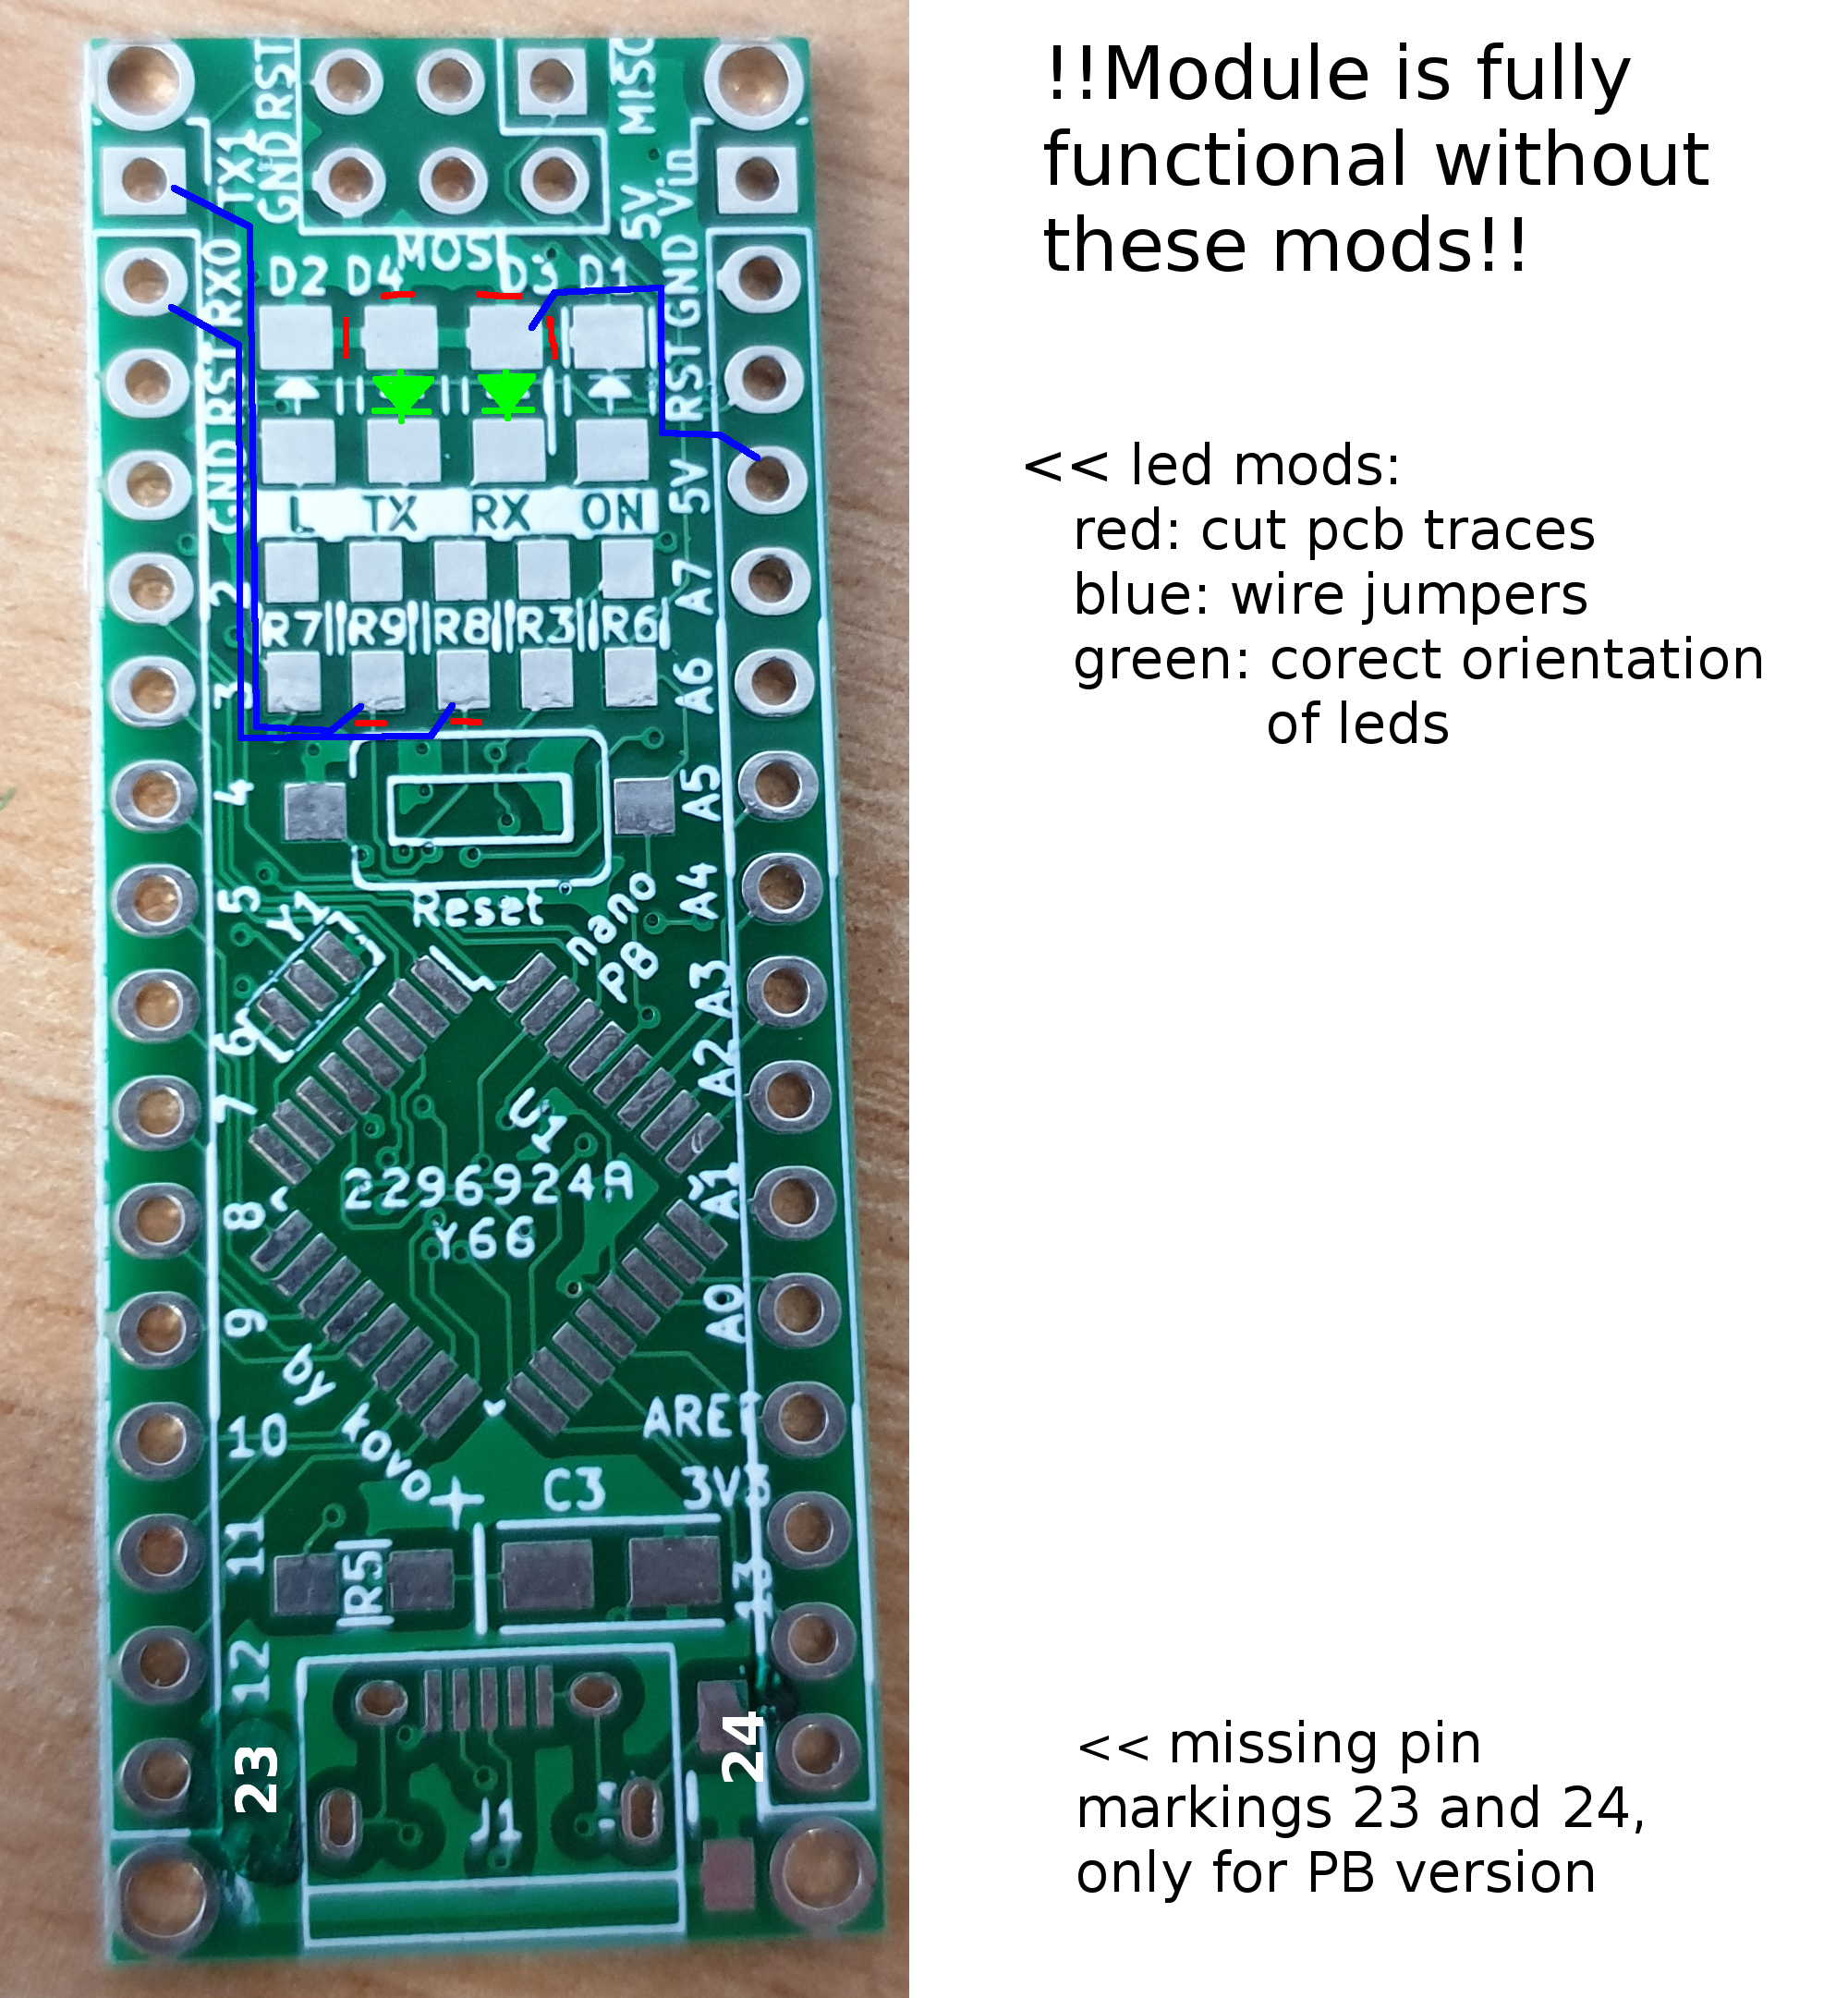 !!Module is fully
functional without
these mods!!
<< led mods:
red: cut pcb traces
blue: wire jumpers
green: corect orientation
of leds
<< missing pin
markings 23 and 24,
only for PB version
RST
MISO
TX1
GND
5V
Vin
MOSI
RX0
D2 D4 D3 D1
GND
RST
RST
GND
L TX RX ON
5V
2
A7
R7 R9 R8 R3 R6
3
A6
4
A5
5
Y1
Reset
nano
PB
A4
6
A3
7
A2
U1
2296924A
Y66
A1
8
9
A0
by
kovo
10
AREF
+
C3
3V3
11
R5
13
12
23
24
J1